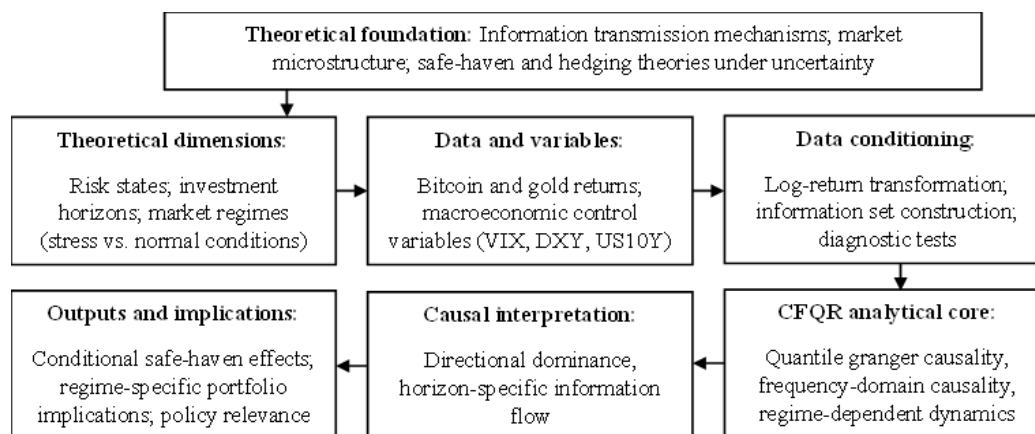 Theoretical foundation: Information transmission mechanisms; market
microstructure; safe-haven and hedging theories under uncertainty
Theoretical dimensions:
Risk states; investment
horizons; market regimes
(stress vs. normal conditions)
Data and variables:
Bitcoin and gold returns;
macroeconomic control
variables (VIX, DXY, US10Y)
Data conditioning:
Log-return transformation;
information set construction;
diagnostic tests
CFQR analytical core:
Quantile granger causality,
frequency-domain causality,
regime-dependent dynamics
Causal interpretation:
Directional dominance,
horizon-specific information
flow
Outputs and implications:
Conditional safe-haven effects;
regime-specific portfolio
implications; policy relevance